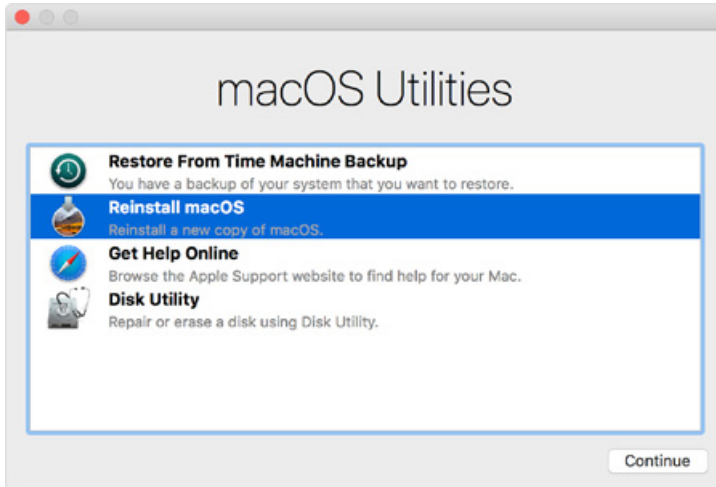 macOS Utilities
Restore From Time Machine Backup
You have a backup of your system that you want to restore.
Reinstall macOS
Reinstall a new copy of macOS.
Get Help Online
Browse the Apple Support website to find help for your Mac.
Disk Utility
Repair or erase a disk using Disk Utility.
Continue